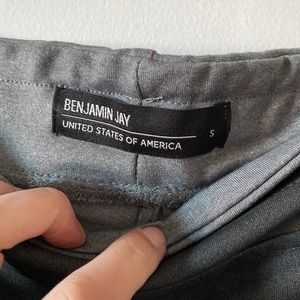 BENJAMIN JAY
UNITED STATES OF AMERICA
S